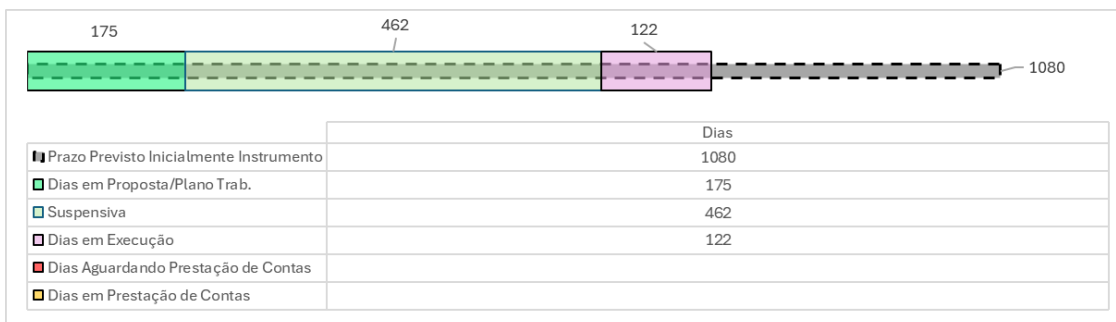 175
462
122
1080
Dias
Prazo Previsto Inicialmente Instrumento 1080
Dias em Proposta/Plano Trab. 175
Suspensiva 462
Dias em Execução 122
Dias Aguardando Prestação de Contas
Dias em Prestação de Contas